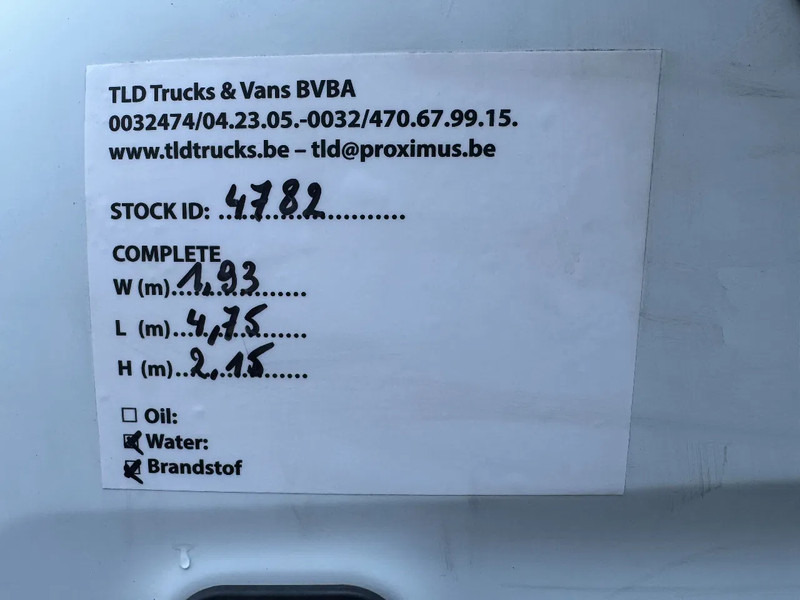 TLD Trucks & Vans BVBA
0032474/04.23.05.-0032/470.67.99.15.
www.tldtrucks.be – tld@proximus.be
STOCK ID: 4782
COMPLETE
W (m) 1,93
L (m) 4,75
H (m) 2,15
☐ Oil:
☒ Water:
☒ Brandstof